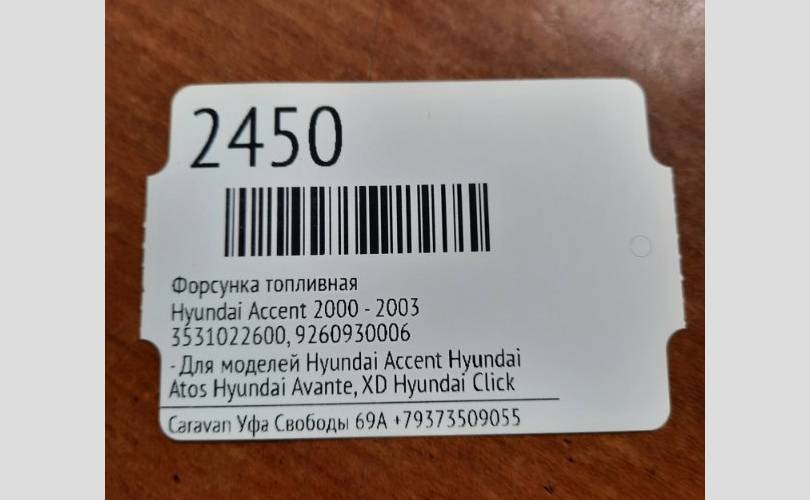 2450
Форсунка топливная
Hyundai Accent 2000 - 2003
3531022600, 9260930006
- Для моделей Hyundai Accent Hyundai
Atos Hyundai Avante, XD Hyundai Click
Caravan Уфа Свободы 69А +79373509055